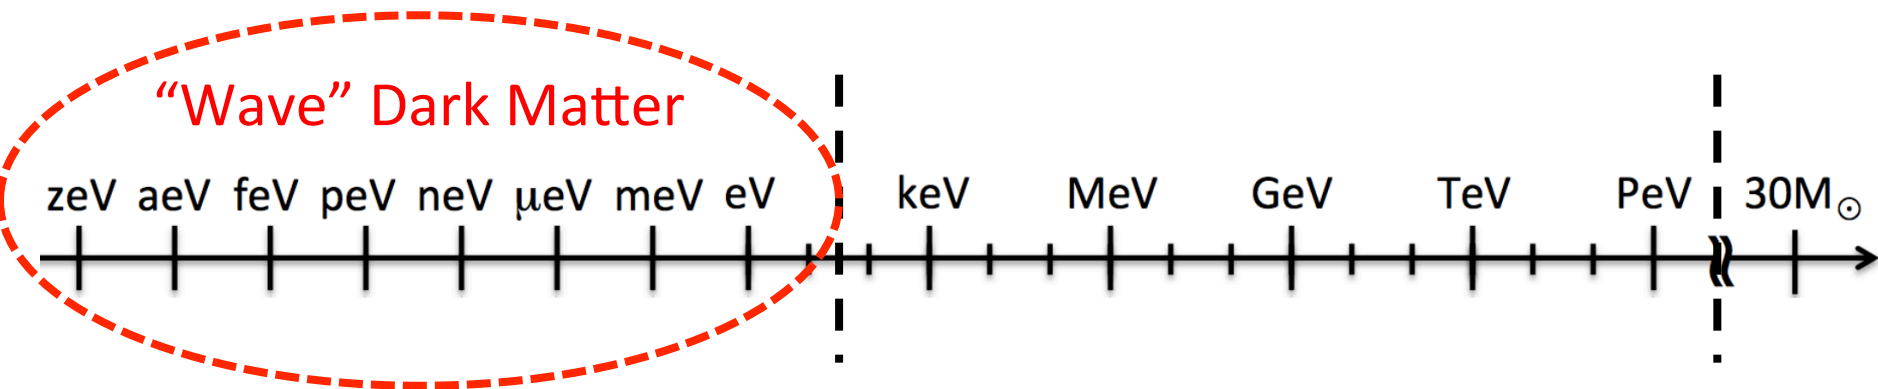 “Wave” Dark Matter
zeV aeV feV peV neV μeV meV eV keV MeV GeV TeV PeV 30M☉